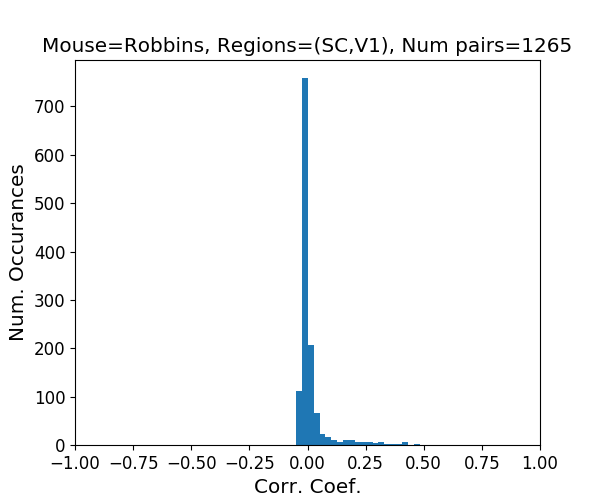 Mouse=Robbins, Regions=(SC,V1), Num pairs=1265
Num. Occurances
700
600
500
400
300
200
100
0
−1.00 −0.75 −0.50 −0.25 0.00 0.25 0.50 0.75 1.00
Corr. Coef.